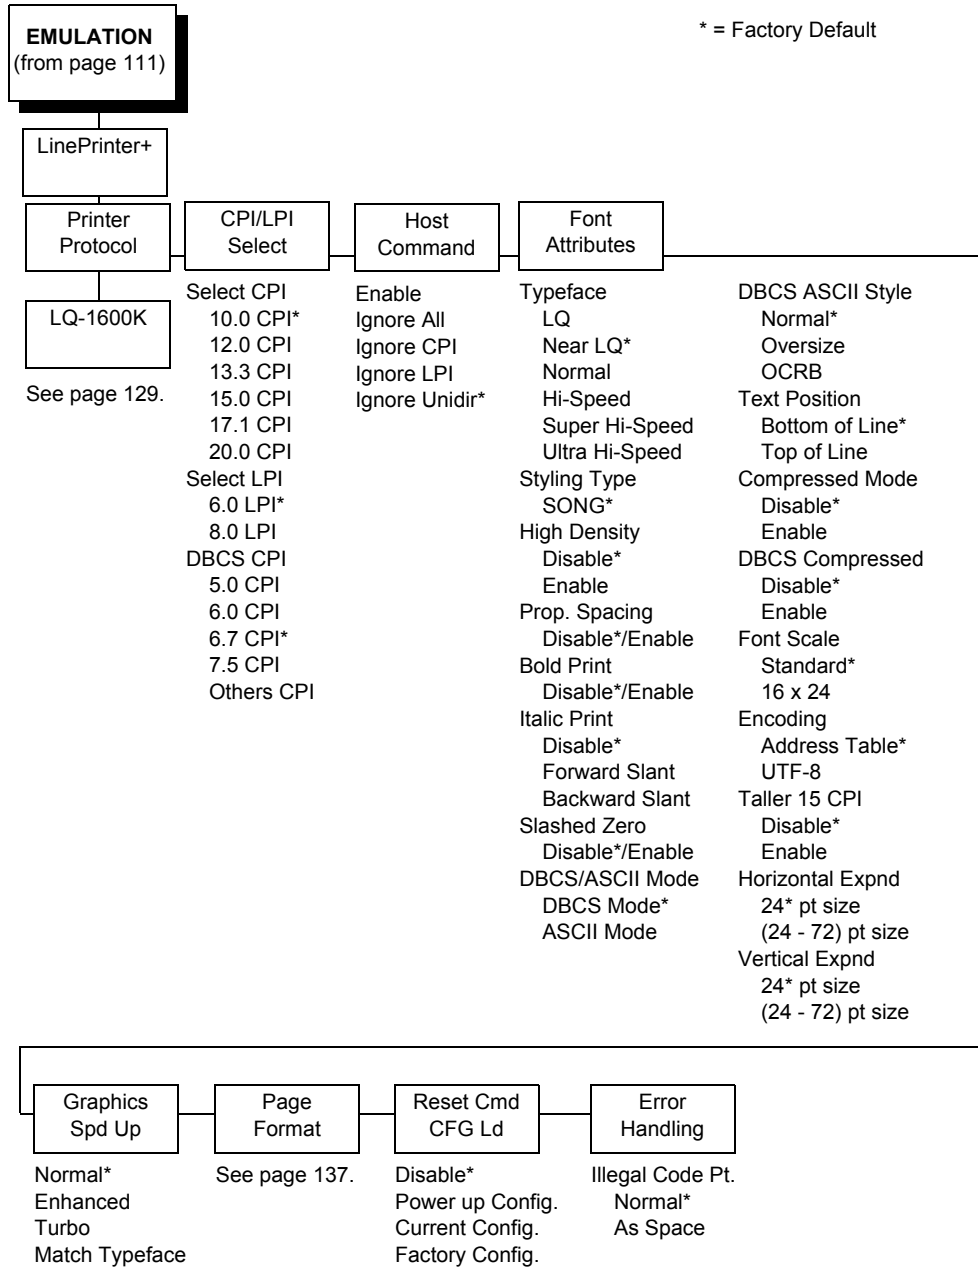 EMULATION
(from page 111)
* = Factory Default
LinePrinter+
Printer
Protocol
LQ-1600K
See page 129.
CPI/LPI
Select
Select CPI
10.0 CPI*
12.0 CPI
13.3 CPI
15.0 CPI
17.1 CPI
20.0 CPI
Select LPI
6.0 LPI*
8.0 LPI
DBCS CPI
5.0 CPI
6.0 CPI
6.7 CPI*
7.5 CPI
Others CPI
Host
Command
Enable
Ignore All
Ignore CPI
Ignore LPI
Ignore Unidir*
Font
Attributes
Typeface
LQ
Near LQ*
Normal
Hi-Speed
Super Hi-Speed
Ultra Hi-Speed
Styling Type
SONG*
High Density
Disable*
Enable
Prop. Spacing
Disable*/Enable
Bold Print
Disable*/Enable
Italic Print
Disable*
Forward Slant
Backward Slant
Slashed Zero
Disable*/Enable
DBCS/ASCII Mode
DBCS Mode*
ASCII Mode
DBCS ASCII Style
Normal*
Oversize
OCRB
Text Position
Bottom of Line*
Top of Line
Compressed Mode
Disable*
Enable
DBCS Compressed
Disable*
Enable
Font Scale
Standard*
16 x 24
Encoding
Address Table*
UTF-8
Taller 15 CPI
Disable*
Enable
Horizontal Expnd
24* pt size
(24 - 72) pt size
Vertical Expnd
24* pt size
(24 - 72) pt size
Graphics
Spd Up
Normal*
Enhanced
Turbo
Match Typeface
Page
Format
See page 137.
Reset Cmd
CFG Ld
Disable*
Power up Config.
Current Config.
Factory Config.
Error
Handling
Illegal Code Pt.
Normal*
As Space